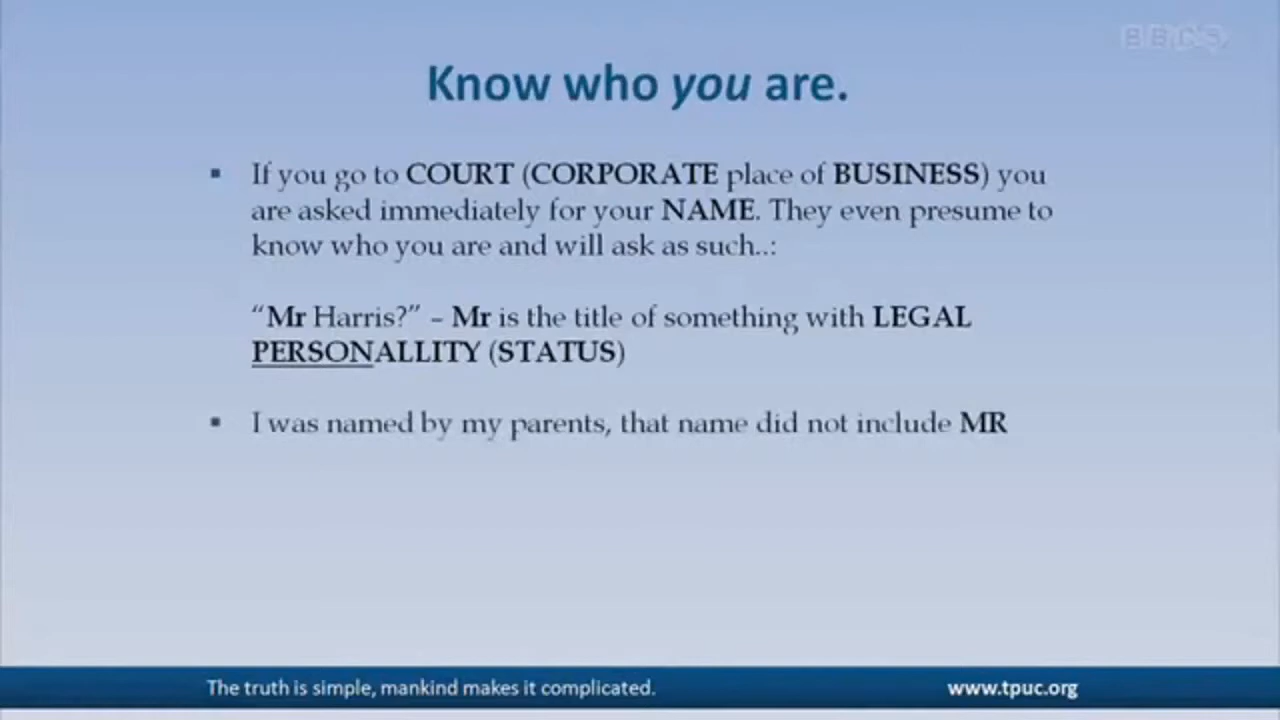 BBC5
Know who you are.
▪ If you go to COURT (CORPORATE place of BUSINESS) you
are asked immediately for your NAME. They even presume to
know who you are and will ask as such..:
“Mr Harris?” – Mr is the title of something with LEGAL
PERSONALLITY (STATUS)
▪ I was named by my parents, that name did not include MR
The truth is simple, mankind makes it complicated.
www.tpuc.org